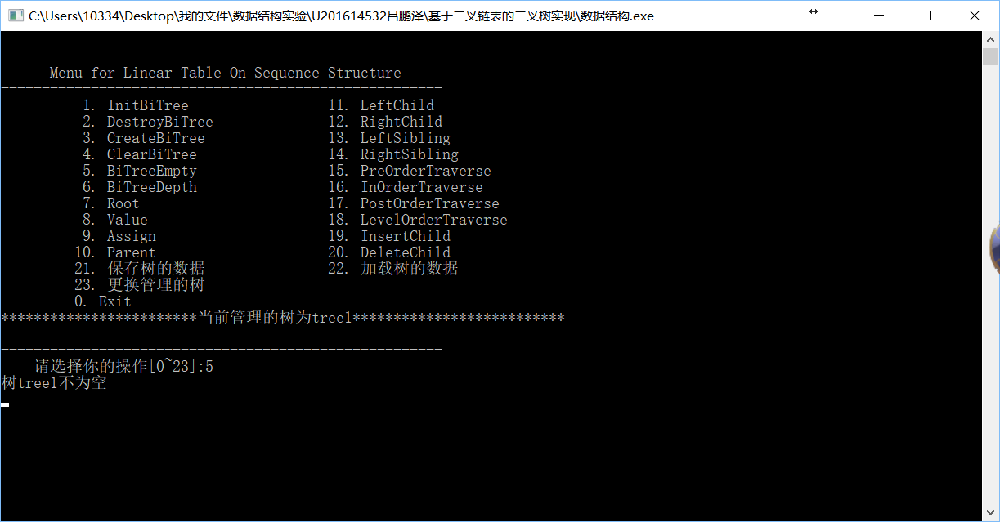 C:\Users\10334\Desktop\我的文件\数据结构实验\U201614532吕鹏泽\基于二叉链表的二叉树实现\数据结构.exe
Menu for Linear Table On Sequence Structure
------------------------------------------------------
1. InitBiTree 11. LeftChild
2. DestroyBiTree 12. RightChild
3. CreateBiTree 13. LeftSibling
4. ClearBiTree 14. RightSibling
5. BiTreeEmpty 15. PreOrderTraverse
6. BiTreeDepth 16. InOrderTraverse
7. Root 17. PostOrderTraverse
8. Value 18. LevelOrderTraverse
9. Assign 19. InsertChild
10. Parent 20. DeleteChild
21. 保存树的数据 22. 加载树的数据
23. 更换管理的树
0. Exit
************************当前管理的树为tree1**************************
------------------------------------------------------
请选择你的操作[0~23]:5
树tree1不为空